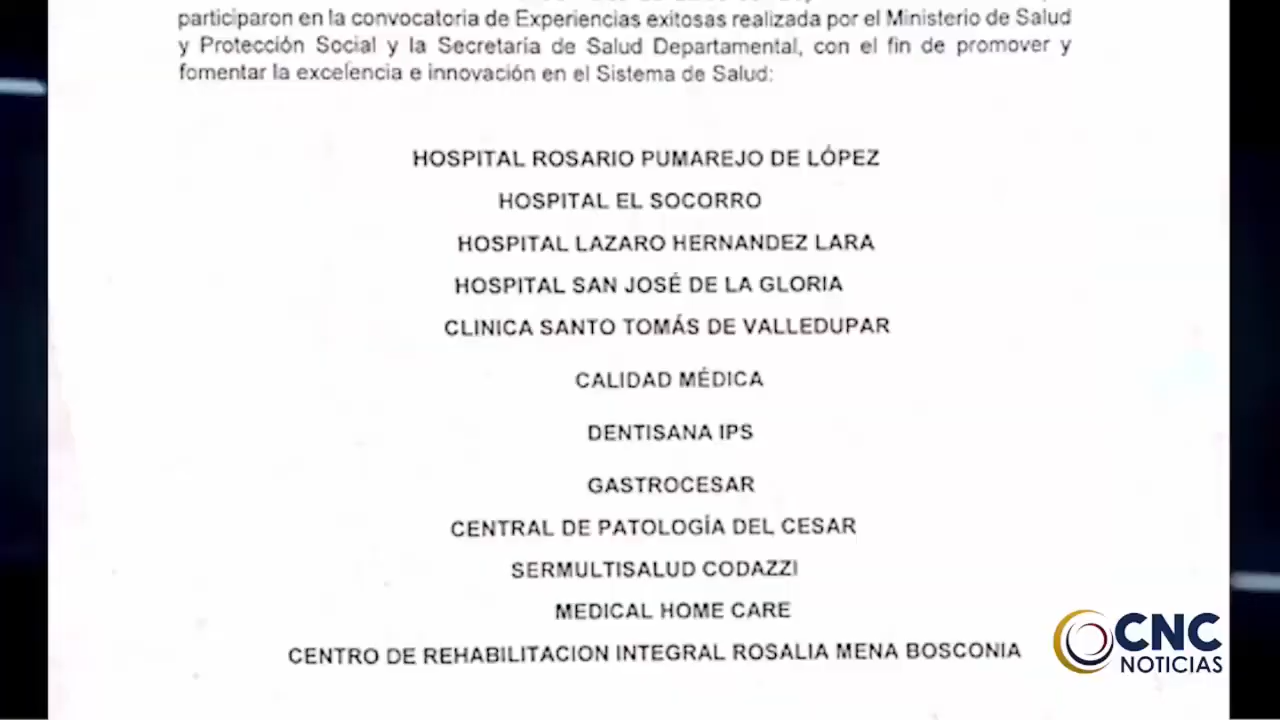 participaron en la convocatoria de Experiencias exitosas realizada por el Ministerio de Salud
y Protección Social y la Secretaria de Salud Departamental, con el fin de promover y
fomentar la excelencia e innovación en el Sistema de Salud:
HOSPITAL ROSARIO PUMAREJO DE LÓPEZ
HOSPITAL EL SOCORRO
HOSPITAL LAZARO HERNANDEZ LARA
HOSPITAL SAN JOSÉ DE LA GLORIA
CLINICA SANTO TOMÁS DE VALLEDUPAR
CALIDAD MÉDICA
DENTISANA IPS
GASTROCESAR
CENTRAL DE PATOLOGÍA DEL CESAR
SERMULTISALUD CODAZZI
MEDICAL HOME CARE
CENTRO DE REHABILITACION INTEGRAL ROSALIA MENA BOSCONIA
CNC
NOTICIAS